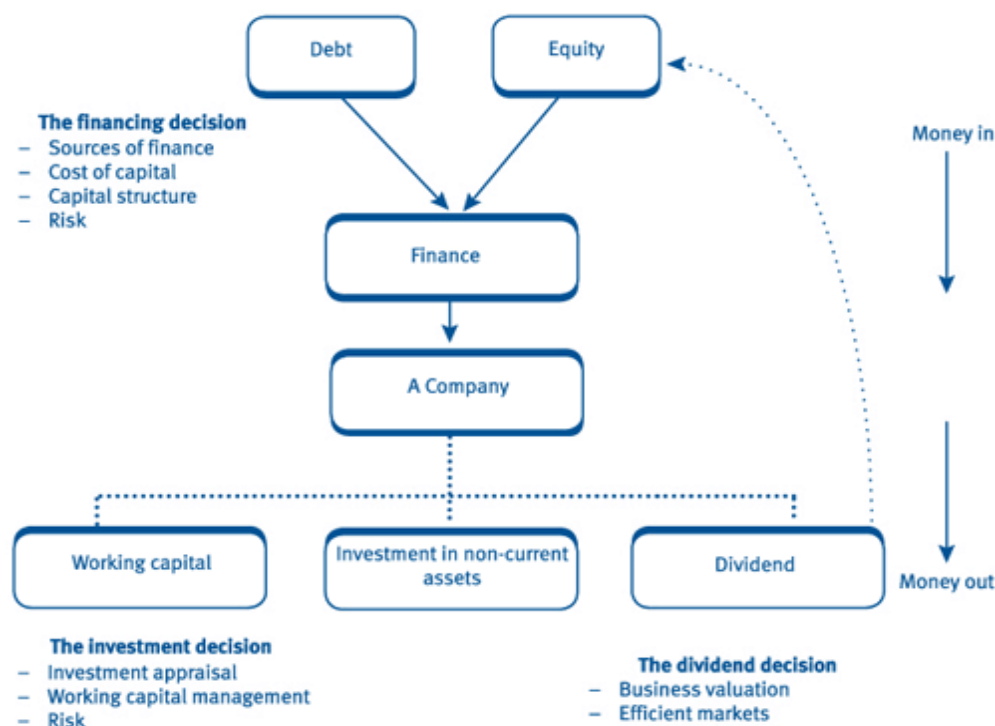 Debt
Equity
The financing decision
– Sources of finance
– Cost of capital
– Capital structure
– Risk
Money in
Finance
A Company
Working capital
Investment in non-current
assets
Dividend
Money out
The investment decision
– Investment appraisal
– Working capital management
– Risk
The dividend decision
– Business valuation
– Efficient markets